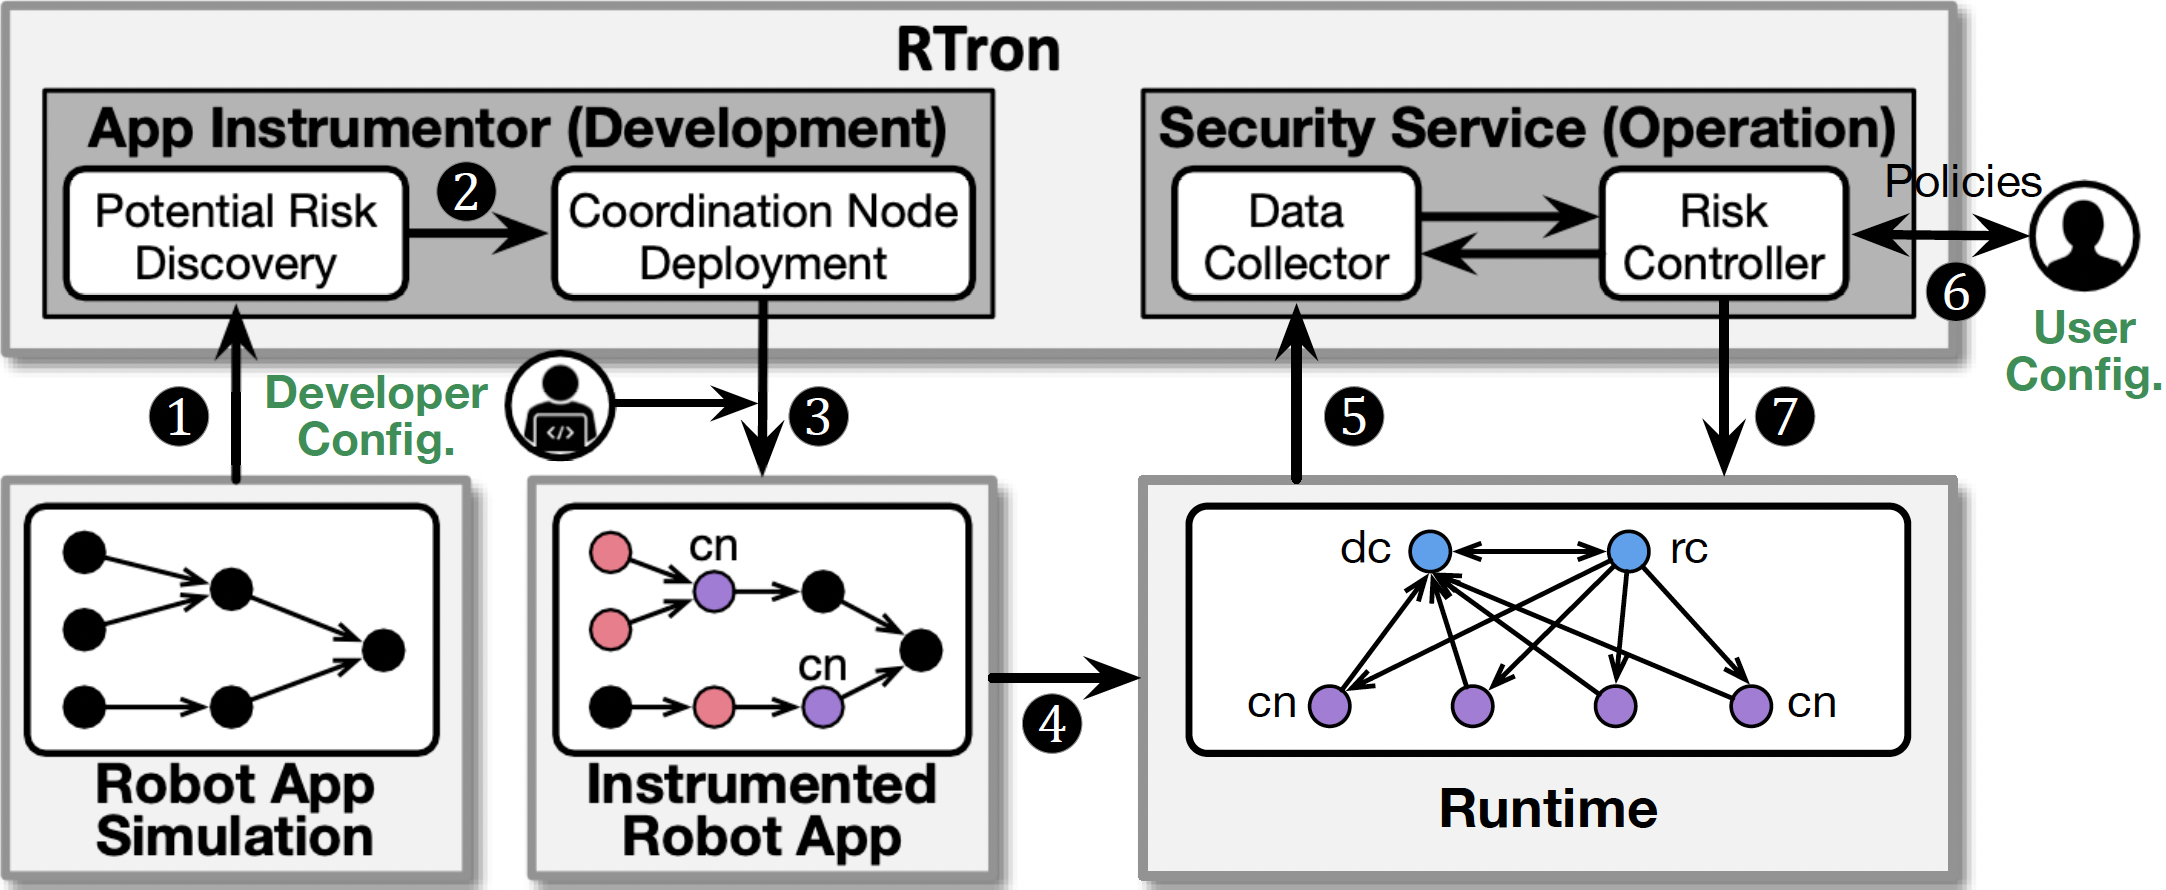 RTron
App Instrumentor (Development)
Potential Risk
Discovery
2
Coordination Node
Deployment
Security Service (Operation)
Data
Collector
Risk
Controller
Policies
6
User
Config.
1
Developer
Config.
</>
3
5
7
Robot App
Simulation
cn
cn
Instrumented
Robot App
4
dc
rc
cn
cn
Runtime